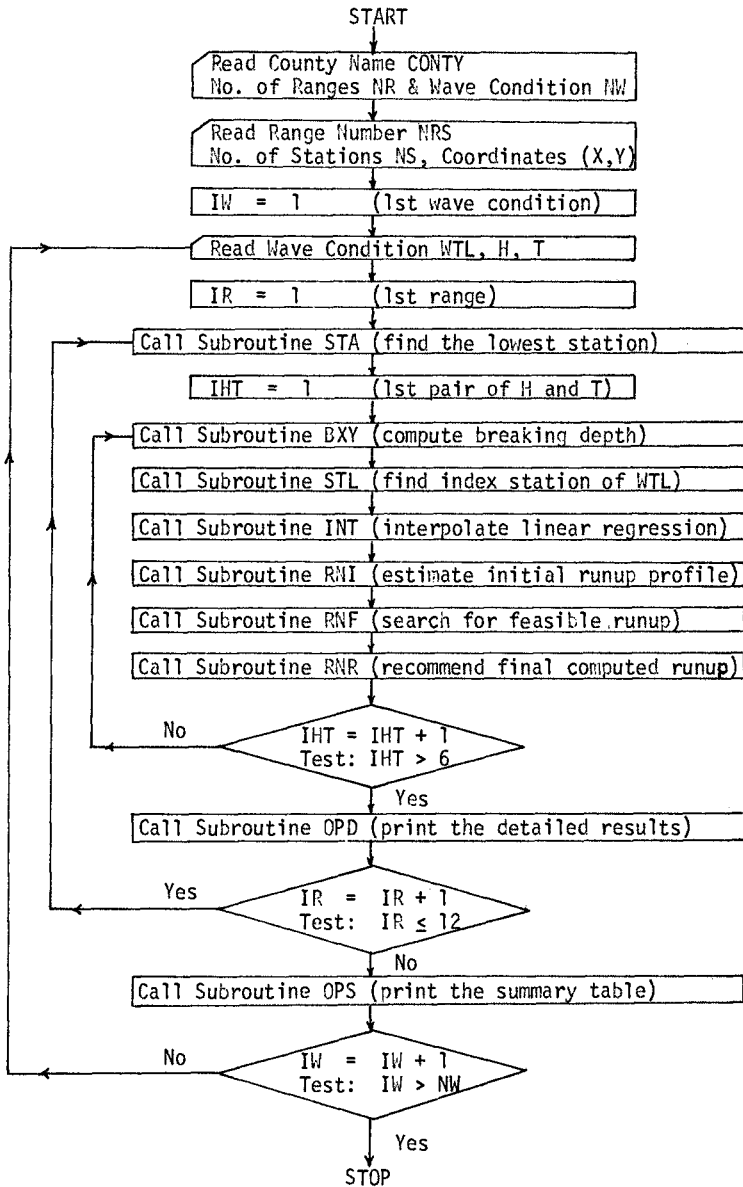 START
Read County Name CONTY
No. of Ranges NR & Wave Condition NW
Read Range Number NRS
No. of Stations NS, Coordinates (X,Y)
IW = 1 (1st wave condition)
Read Wave Condition WTL, H, T
IR = 1 (1st range)
Call Subroutine STA (find the lowest station)
IHT = 1 (1st pair of H and T)
Call Subroutine BXY (compute breaking depth)
Call Subroutine STL (find index station of WTL)
Call Subroutine INT (interpolate linear regression)
Call Subroutine RNI (estimate initial runup profile)
Call Subroutine RNF (search for feasible runup)
Call Subroutine RNR (recommend final computed runup)
No
IHT = IHT + 1
Test: IHT > 6
Yes
Call Subroutine OPD (print the detailed results)
Yes
IR = IR + 1
Test: IR ≤ 12
No
Call Subroutine OPS (print the summary table)
No
IW = IW + 1
Test: IW > NW
Yes
STOP